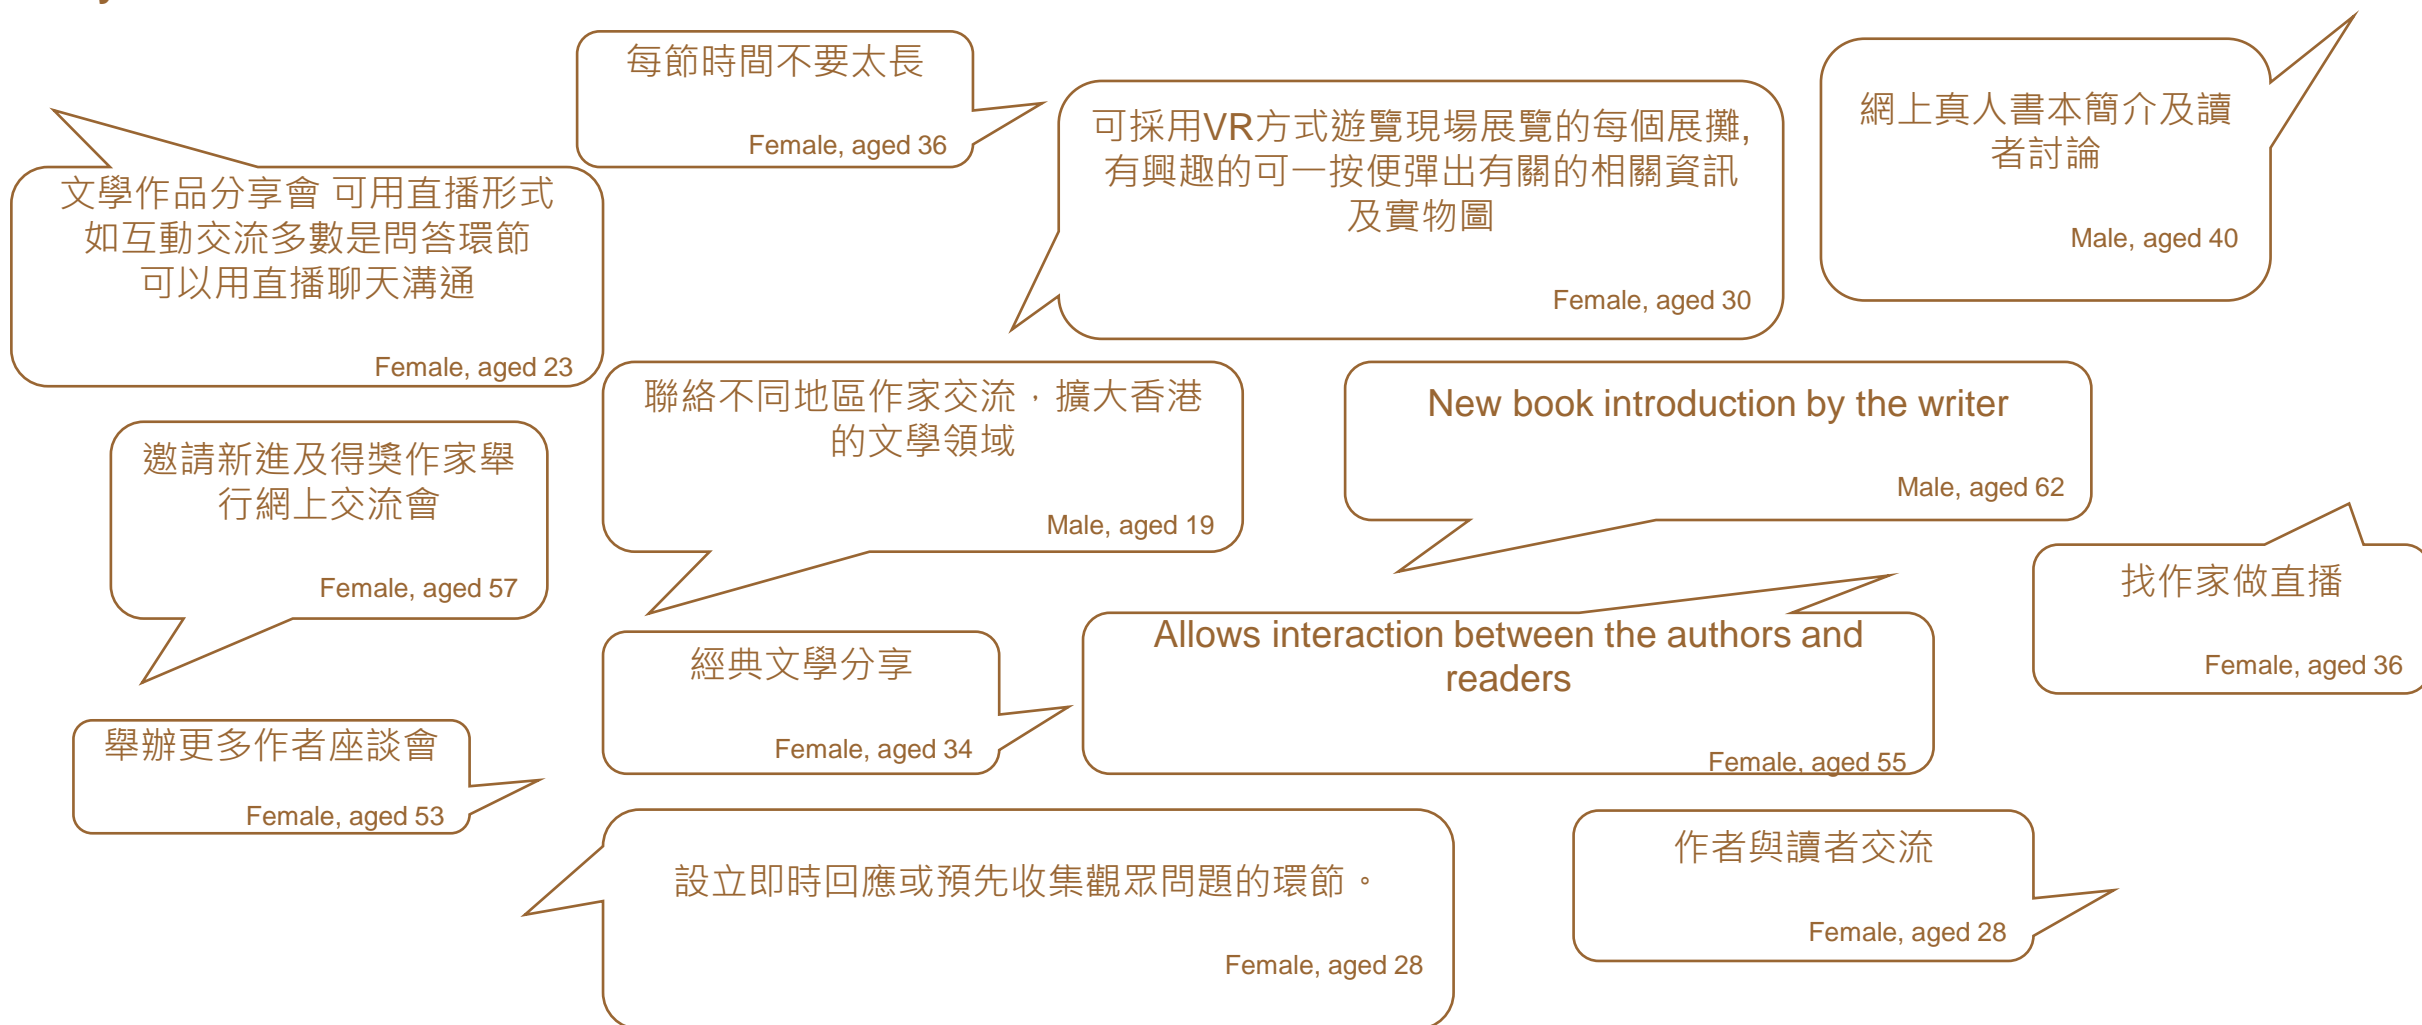 每節時間不要太長
Female, aged 36
可採用VR方式遊覽現場展覽的每個展攤,
有興趣的可一按便彈出有關的相關資訊
及實物圖
Female, aged 30
網上真人書本簡介及讀
者討論
Male, aged 40
文學作品分享會 可用直播形式
如互動交流多數是問答環節
可以用直播聊天溝通
Female, aged 23
聯絡不同地區作家交流，擴大香港
的文學領域
Male, aged 19
New book introduction by the writer
Male, aged 62
邀請新進及得獎作家舉
行網上交流會
Female, aged 57
找作家做直播
Female, aged 36
經典文學分享
Female, aged 34
Allows interaction between the authors and
readers
Female, aged 55
舉辦更多作者座談會
Female, aged 53
設立即時回應或預先收集觀眾問題的環節。
Female, aged 28
作者與讀者交流
Female, aged 28